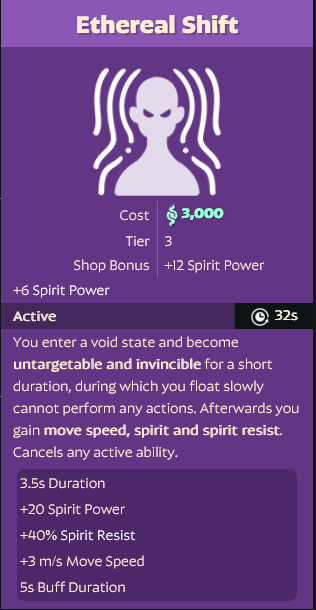 Ethereal Shift
Cost 3,000
Tier 3
Shop Bonus +12 Spirit Power
+6 Spirit Power
Active 32s
You enter a void state and become
untargetable and invincible for a short
duration, during which you float slowly
cannot perform any actions. Afterwards you
gain move speed, spirit and spirit resist.
Cancels any active ability.
3.5s Duration
+20 Spirit Power
+40% Spirit Resist
+3 m/s Move Speed
5s Buff Duration